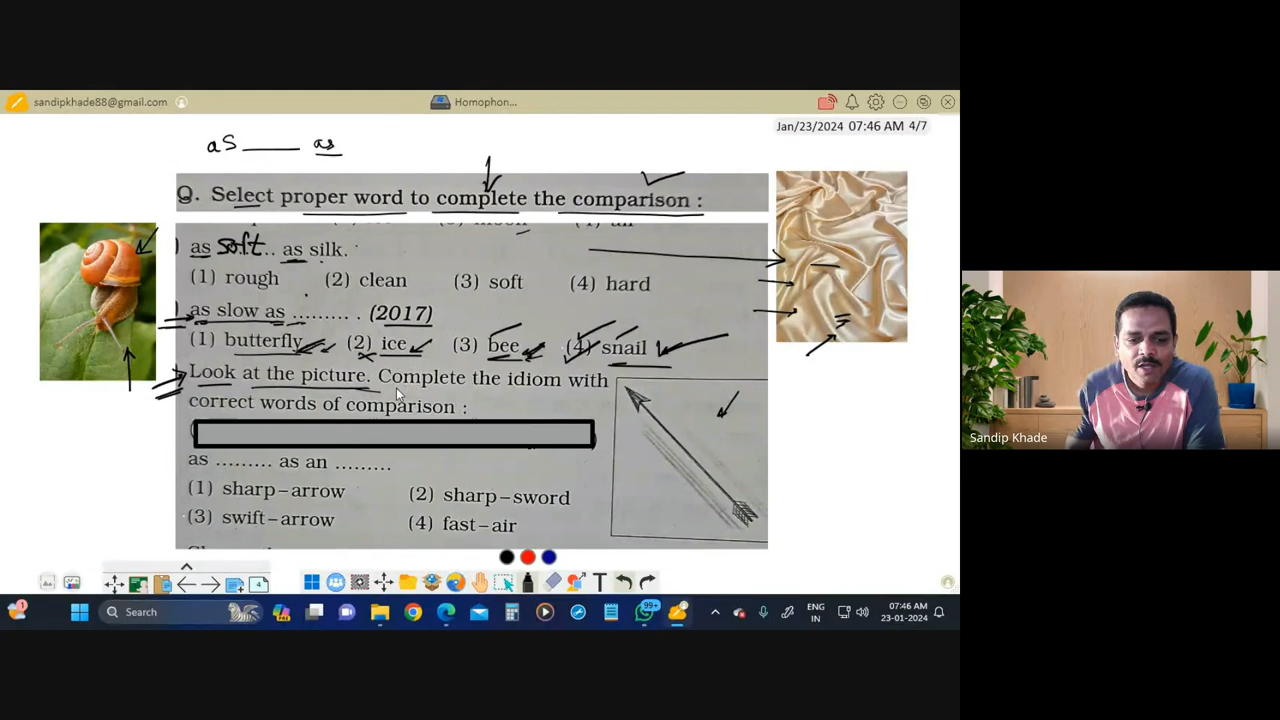 sandipkhade88@gmail.com
Homophon...
Jan/23/2024 07:46 AM 4/7
as ____ as
Q. Select proper word to complete the comparison :
as soft... as silk.
(1) rough (2) clean (3) soft (4) hard
as slow as ......... . (2017)
(1) butterfly (2) ice (3) bee (4) snail
Look at the picture. Complete the idiom with
correct words of comparison :
as ......... as an .........
(1) sharp-arrow (2) sharp-sword
(3) swift-arrow (4) fast-air
Sandip Khade
4
Search
99+
1
ENG
IN
07:46 AM
23-01-2024